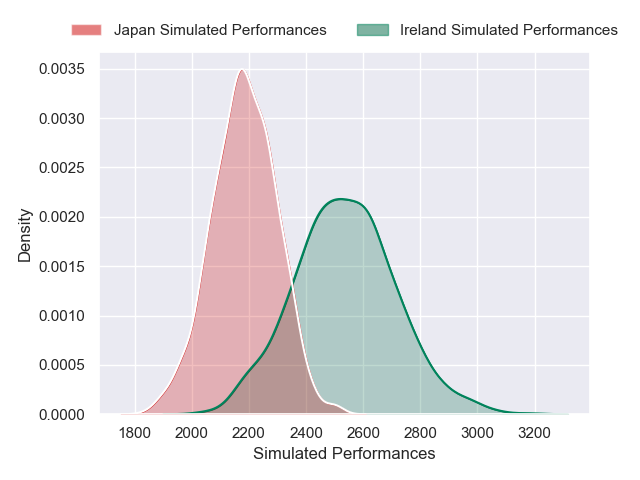 Japan Simulated Performances Ireland Simulated Performances
0.0035
0.0030
0.0025
0.0020
0.0015
0.0010
0.0005
0.0000
Density
1800 2000 2200 2400 2600 2800 3000 3200
Simulated Performances